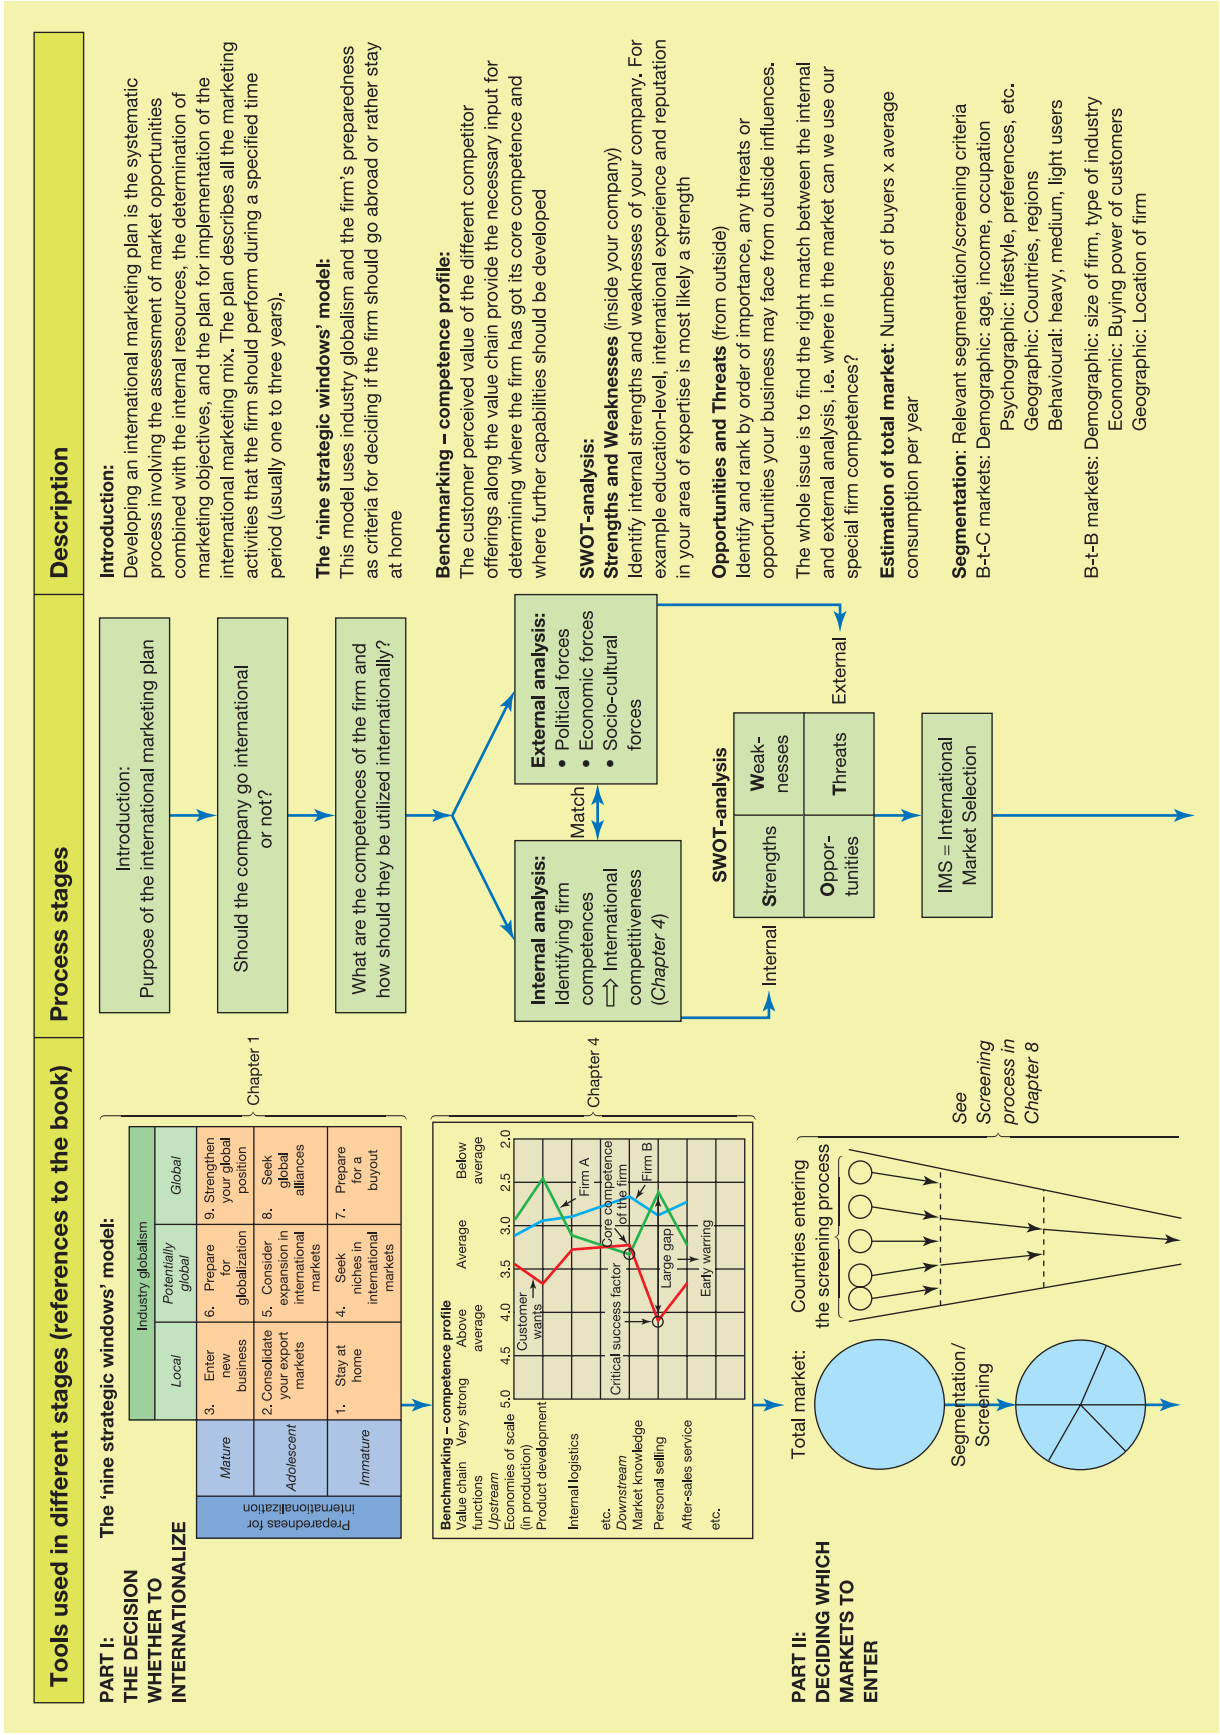 Tools used in different stages (references to the book)
Process stages
Description
PART I:
THE DECISION
WHETHER TO
INTERNATIONALIZE
The ‘nine strategic windows’ model:
Industry globalism
Local
Potentially
global
Global
Preparedness for
internationalization
Mature
3. Enter
new
business
6. Prepare
for
globalization
9. Strengthen
your global
position
Adolescent
2. Consolidate
your export
markets
5. Consider
expansion in
international
markets
8. Seek
global
alliances
Immature
1. Stay at
home
4. Seek
niches in
international
markets
7. Prepare
for a
buyout
Chapter 1
Benchmarking – competence profile
Value chain
functions
Very strong
Above
average
Average
Below
average
5.0 4.5 4.0 3.5 3.0 2.5 2.0
Upstream
Economies of scale
(in production)
Product development
Internal logistics
etc.
Downstream
Market knowledge
Personal selling
After-sales service
etc.
Customer
wants
Firm A
Critical success factor
Core competence
of the firm
Firm B
Large gap
Early warring
Chapter 4
PART II:
DECIDING WHICH
MARKETS TO
ENTER
Total market:
Segmentation/
Screening
Countries entering
the screening process
See
Screening
process in
Chapter 8
Introduction:
Purpose of the international marketing plan
Should the company go international
or not?
What are the competences of the firm and
how should they be utilized internationally?
Internal analysis:
Identifying firm
competences
⇨ International
competitiveness
(Chapter 4)
Match
External analysis:
• Political forces
• Economic forces
• Socio-cultural
forces
Internal
SWOT-analysis
Strengths
Weak-
nesses
Oppor-
tunities
Threats
External
IMS = International
Market Selection
Introduction:
Developing an international marketing plan is the systematic
process involving the assessment of market opportunities
combined with the internal resources, the determination of
marketing objectives, and the plan for implementation of the
international marketing mix. The plan describes all the marketing
activities that the firm should perform during a specified time
period (usually one to three years).
The ‘nine strategic windows’ model:
This model uses industry globalism and the firm’s preparedness
as criteria for deciding if the firm should go abroad or rather stay
at home
Benchmarking – competence profile:
The customer perceived value of the different competitor
offerings along the value chain provide the necessary input for
determining where the firm has got its core competence and
where further capabilities should be developed
SWOT-analysis:
Strengths and Weaknesses (inside your company)
Identify internal strengths and weaknesses of your company. For
example education-level, international experience and reputation
in your area of expertise is most likely a strength
Opportunities and Threats (from outside)
Identify and rank by order of importance, any threats or
opportunities your business may face from outside influences.
The whole issue is to find the right match between the internal
and external analysis, i.e. where in the market can we use our
special firm competences?
Estimation of total market: Numbers of buyers x average
consumption per year
Segmentation: Relevant segmentation/screening criteria
B-t-C markets: Demographic: age, income, occupation
Psychographic: lifestyle, preferences, etc.
Geographic: Countries, regions
Behavioural: heavy, medium, light users
B-t-B markets: Demographic: size of firm, type of industry
Economic: Buying power of customers
Geographic: Location of firm